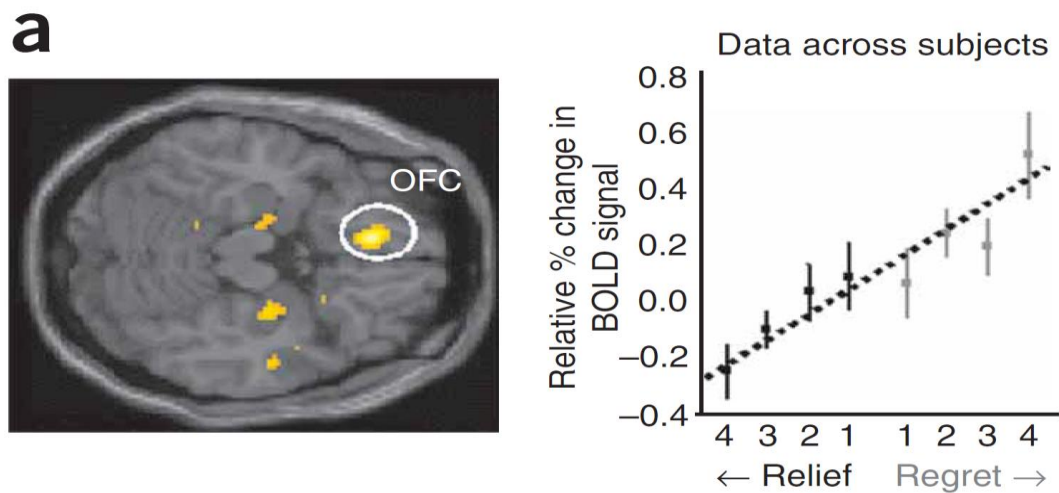 a
OFC
Data across subjects
Relative % change in
BOLD signal
0.8
0.6
0.4
0.2
0.0
–0.2
–0.4
4 3 2 1 1 2 3 4
← Relief Regret →